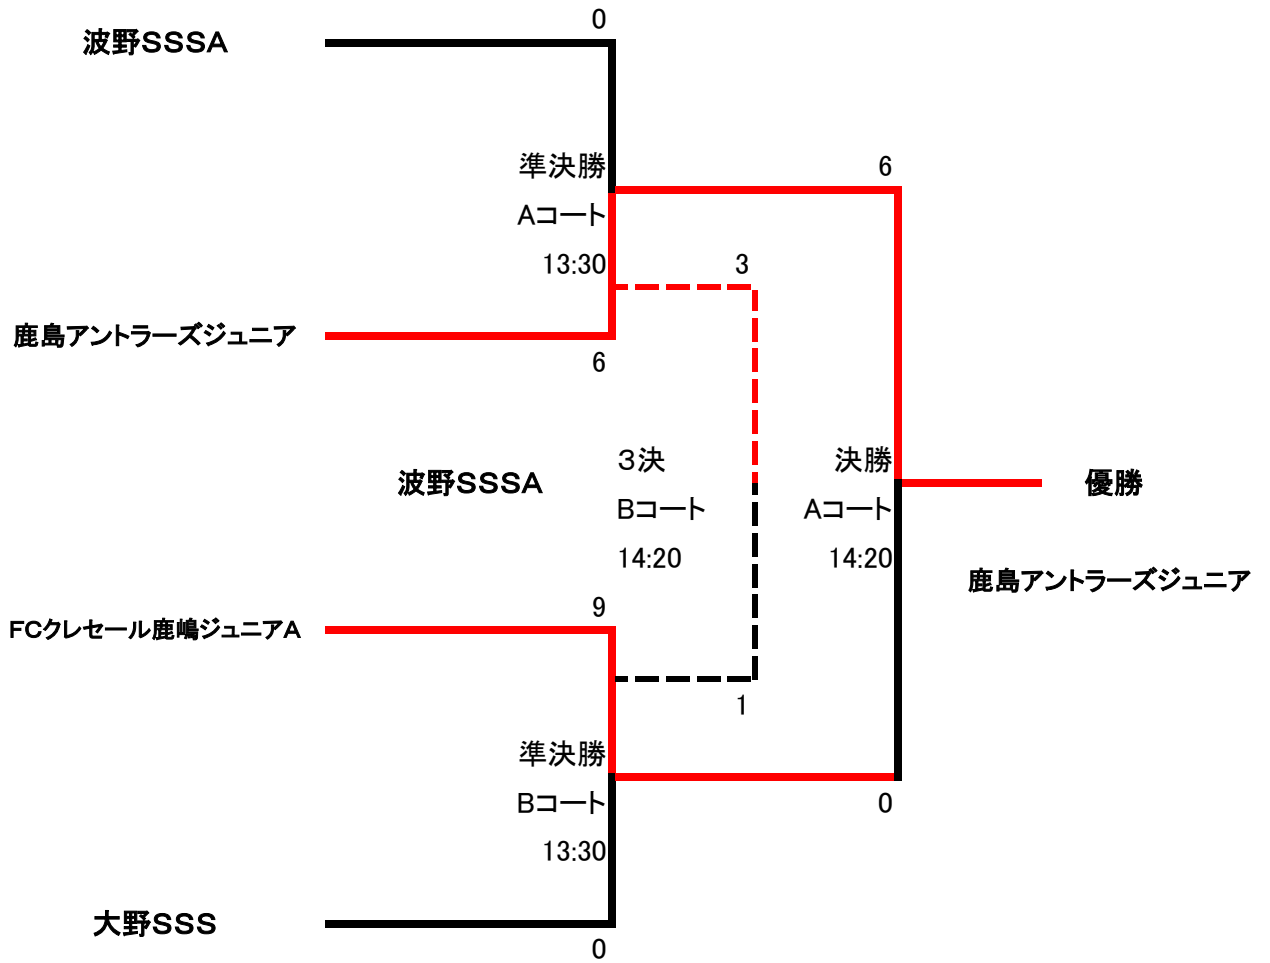 0
波野SSSA
準決勝
6
Aコート
13:30
3
鹿島アントラーズジュニア
6
3決
決勝
波野SSSA
優勝
Bコート
Aコート
14:20
14:20
鹿島アントラーズジュニア
9
FCクレセール鹿嶋ジュニアA
1
準決勝
Bコート
0
13:30
大野SSS
0